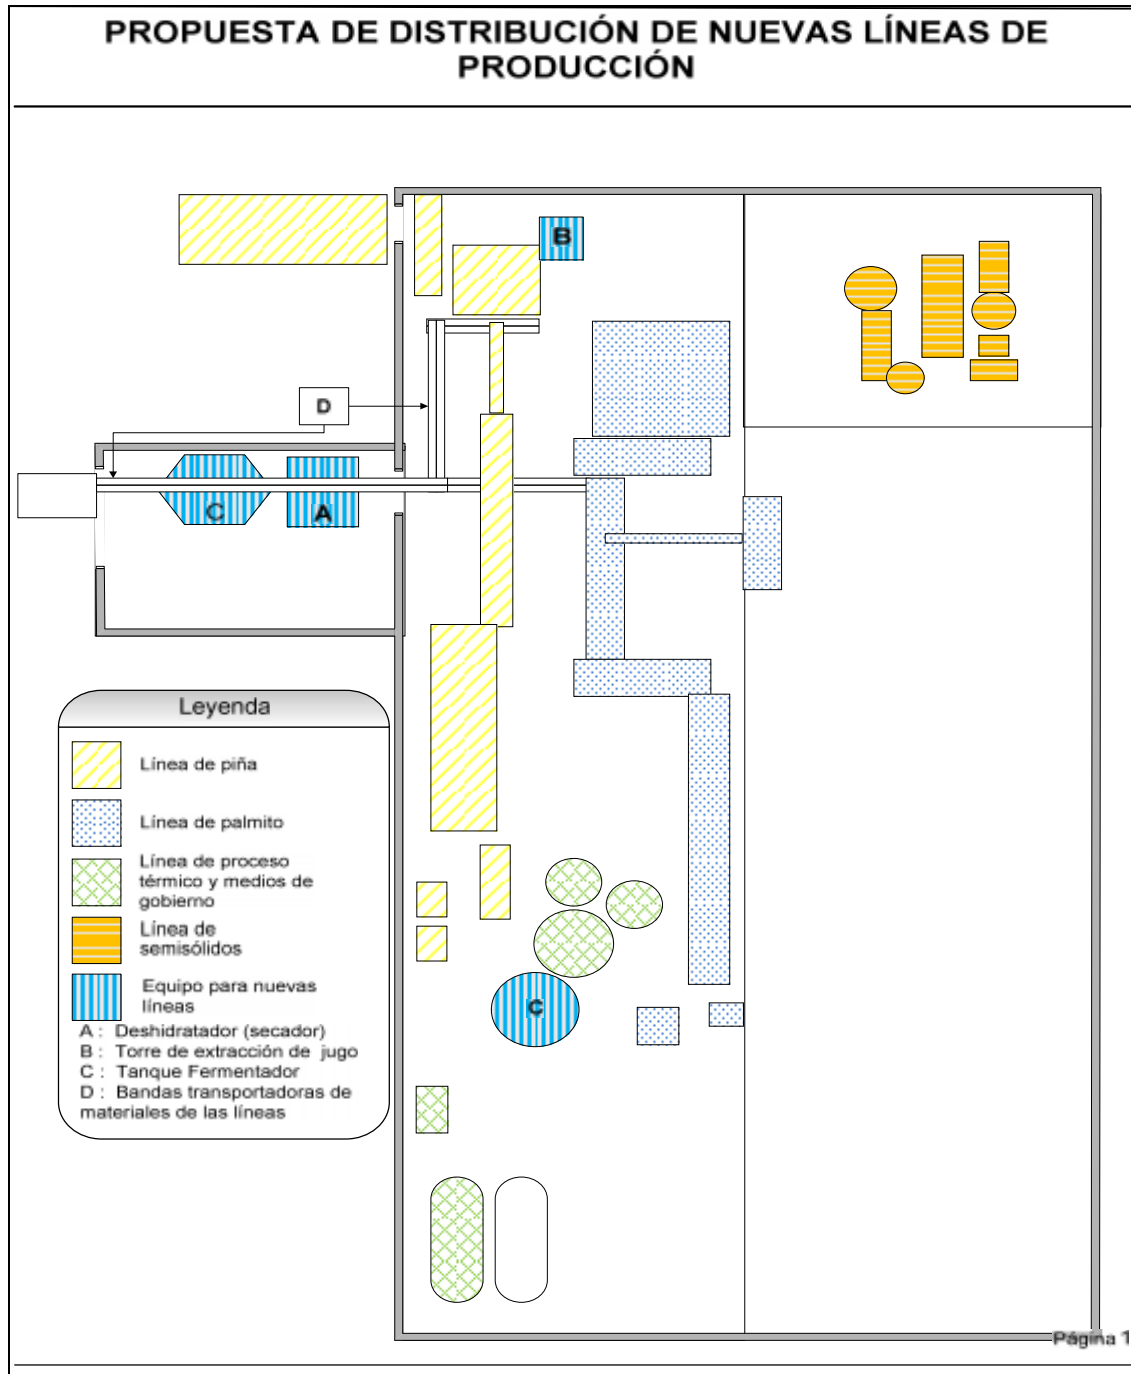 PROPUESTA DE DISTRIBUCIÓN DE NUEVAS LÍNEAS DE
PRODUCCIÓN
B
D
C
A
Leyenda
Línea de piña
Línea de palmito
Línea de proceso
térmico y medios de
gobierno
Línea de
semisólidos
Equipo para nuevas
líneas
A : Deshidratador (secador)
B : Torre de extracción de jugo
C : Tanque Fermentador
D : Bandas transportadoras de
materiales de las líneas
C
Página 1